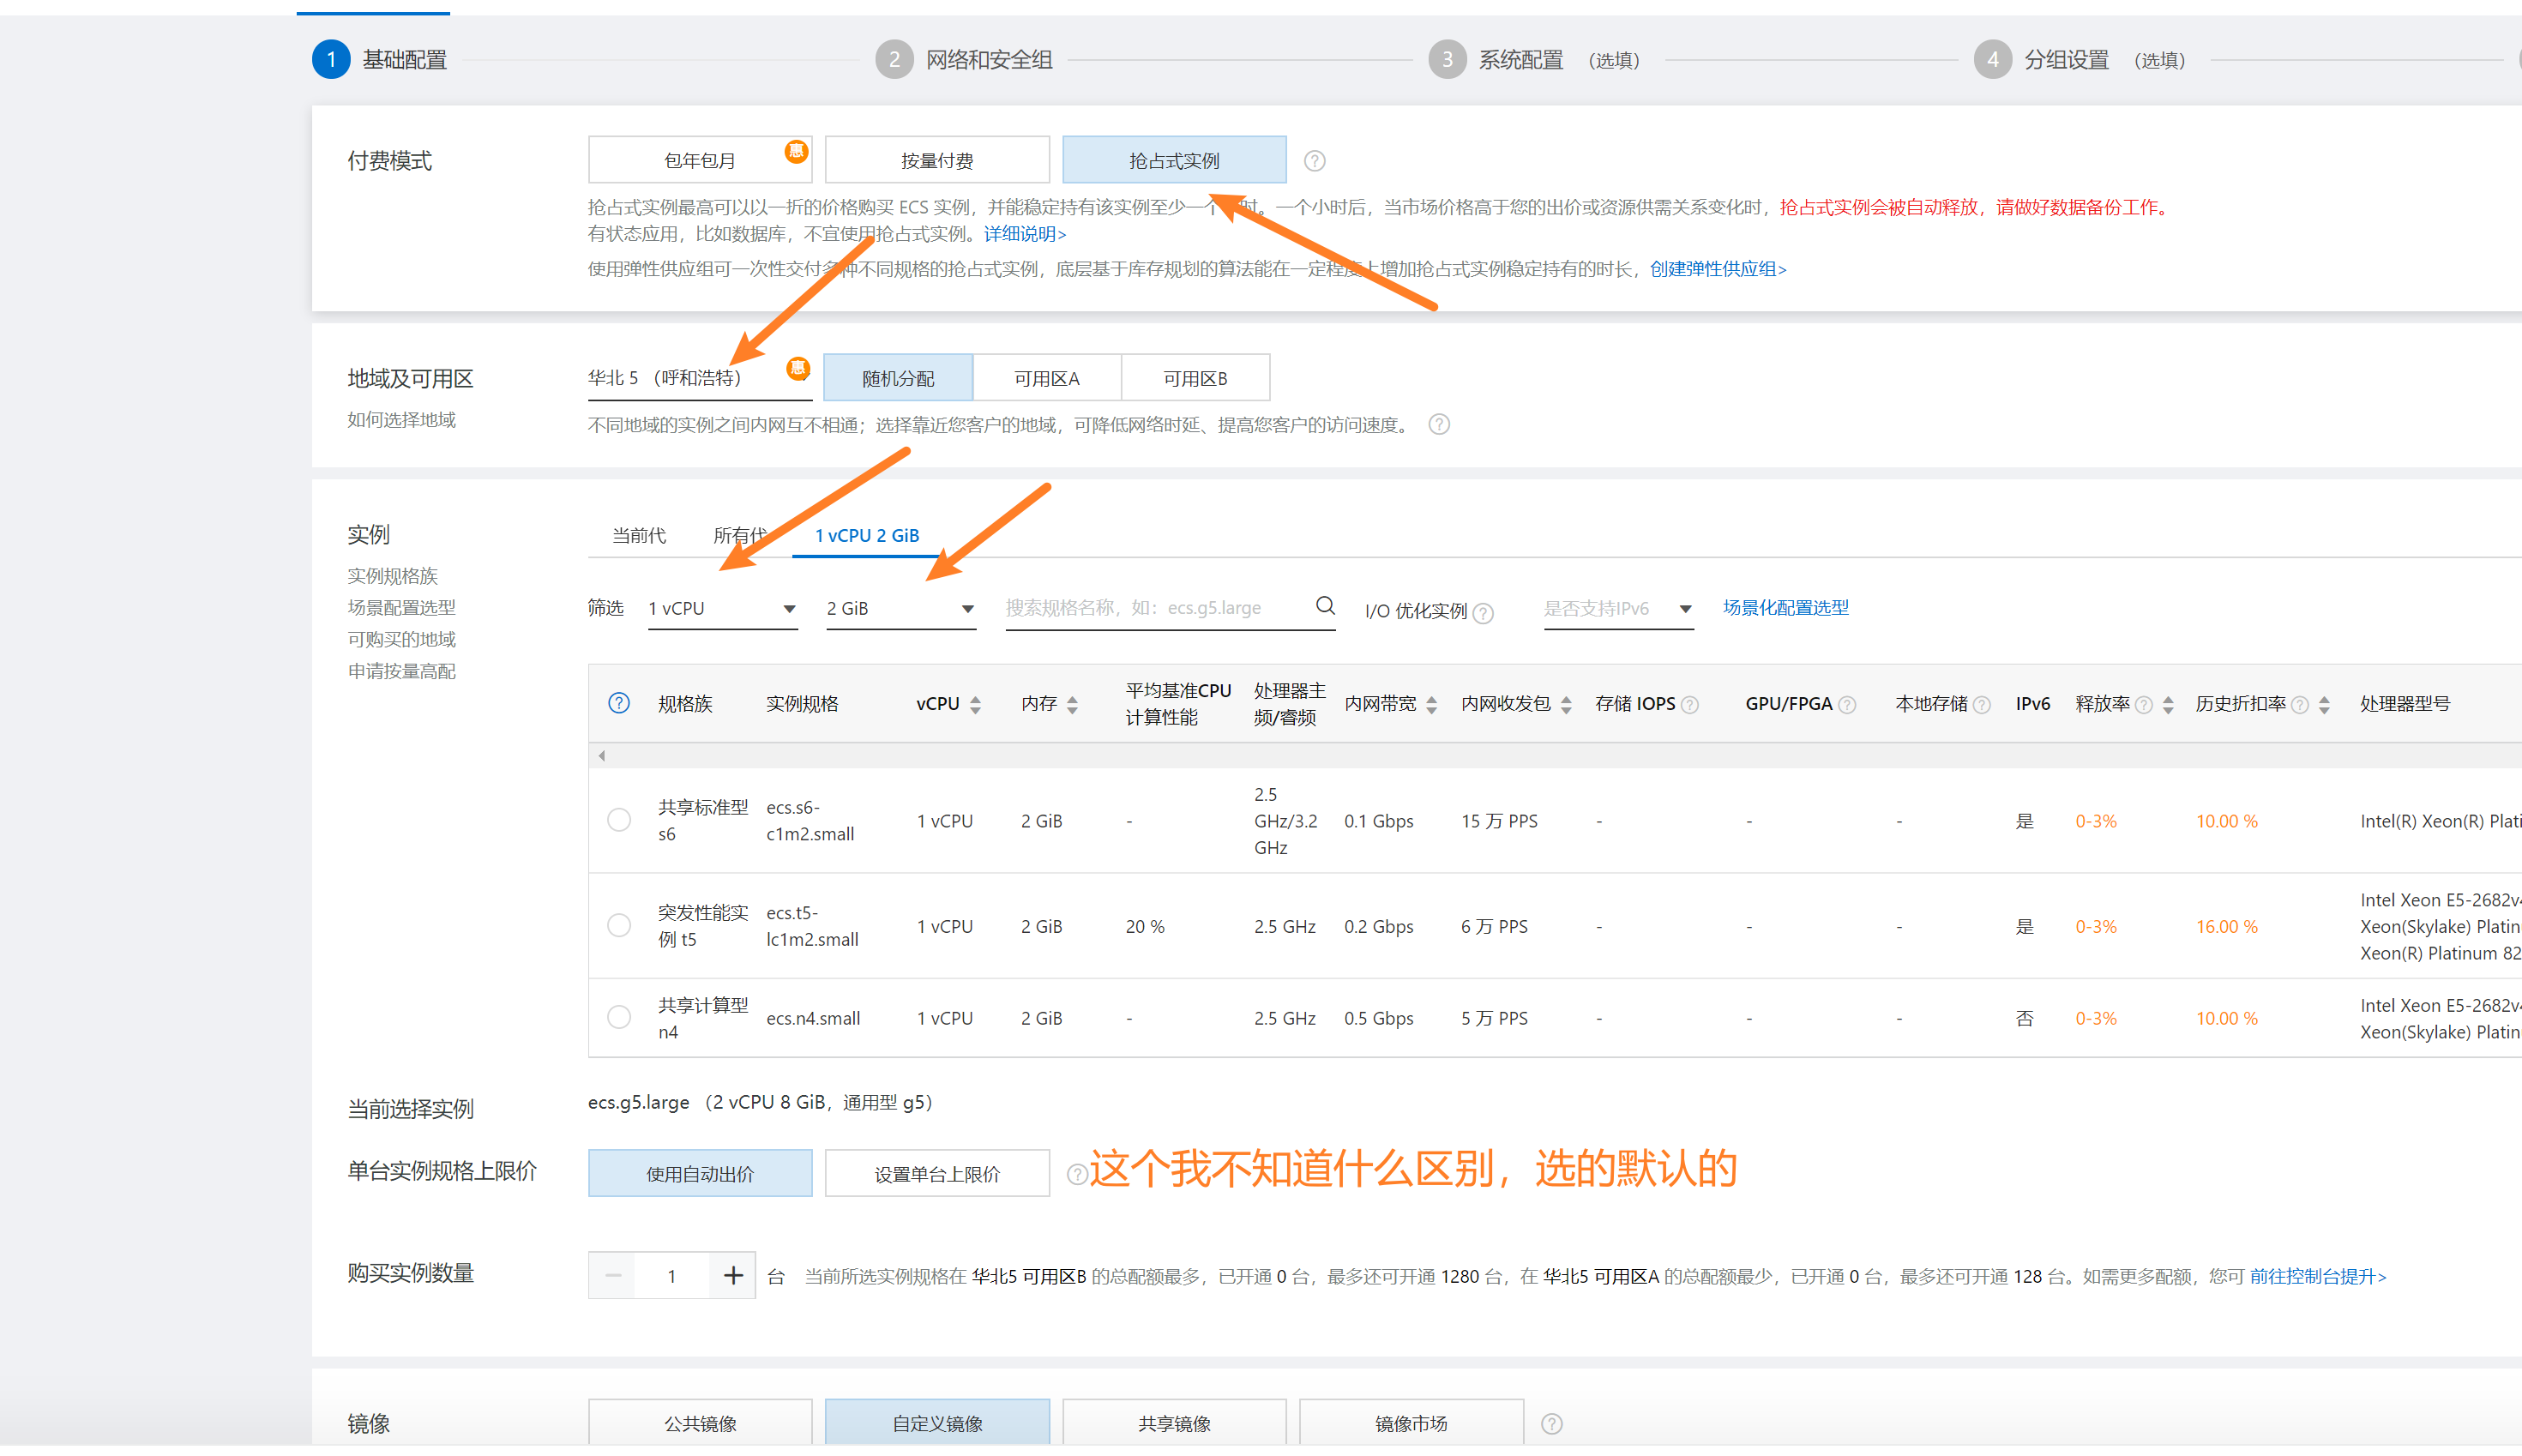 1 基础配置
2 网络和安全组
3 系统配置 （选填）
4 分组设置 （选填）
付费模式
包年包月 惠
按量付费
抢占式实例
抢占式实例最高可以以一折的价格购买 ECS 实例，并能稳定持有该实例至少一个 时。一个小时后，当市场价格高于您的出价或资源供需关系变化时，抢占式实例会被自动释放，请做好数据备份工作。
有状态应用，比如数据库，不宜使用抢占式实例。详细说明>
使用弹性供应组可一次性交付多种不同规格的抢占式实例，底层基于库存规划的算法能在一定程度上增加抢占式实例稳定持有的时长，创建弹性供应组>
地域及可用区
如何选择地域
华北 5 （呼和浩特） 惠
随机分配
可用区A
可用区B
不同地域的实例之间内网互不相通；选择靠近您客户的地域，可降低网络时延、提高您客户的访问速度。
实例
实例规格族
场景配置选型
可购买的地域
申请按量高配
当前代
所有代
1 vCPU 2 GiB
筛选 1 vCPU 2 GiB 搜索规格名称，如：ecs.g5.large I/O 优化实例 是否支持IPv6 场景化配置选型
规格族 实例规格 vCPU 内存 平均基准CPU计算性能 处理器主频/睿频 内网带宽 内网收发包 存储 IOPS GPU/FPGA 本地存储 IPv6 释放率 历史折扣率 处理器型号
共享标准型 s6 ecs.s6-c1m2.small 1 vCPU 2 GiB - 2.5 GHz/3.2 GHz 0.1 Gbps 15 万 PPS - - - 是 0-3% 10.00 % Intel(R) Xeon(R) Plati
突发性能实例 t5 ecs.t5-lc1m2.small 1 vCPU 2 GiB 20 % 2.5 GHz 0.2 Gbps 6 万 PPS - - - 是 0-3% 16.00 % Intel Xeon E5-2682v4 Xeon(Skylake) Platin Xeon(R) Platinum 82
共享计算型 n4 ecs.n4.small 1 vCPU 2 GiB - 2.5 GHz 0.5 Gbps 5 万 PPS - - - 否 0-3% 10.00 % Intel Xeon E5-2682v4 Xeon(Skylake) Platin
当前选择实例
ecs.g5.large （2 vCPU 8 GiB，通用型 g5）
单台实例规格上限价
使用自动出价
设置单台上限价
这个我不知道什么区别，选的默认的
购买实例数量
1 台 当前所选实例规格在 华北5 可用区B 的总配额最多，已开通 0 台，最多还可开通 1280 台，在 华北5 可用区A 的总配额最少，已开通 0 台，最多还可开通 128 台。如需更多配额，您可 前往控制台提升>
镜像
公共镜像
自定义镜像
共享镜像
镜像市场